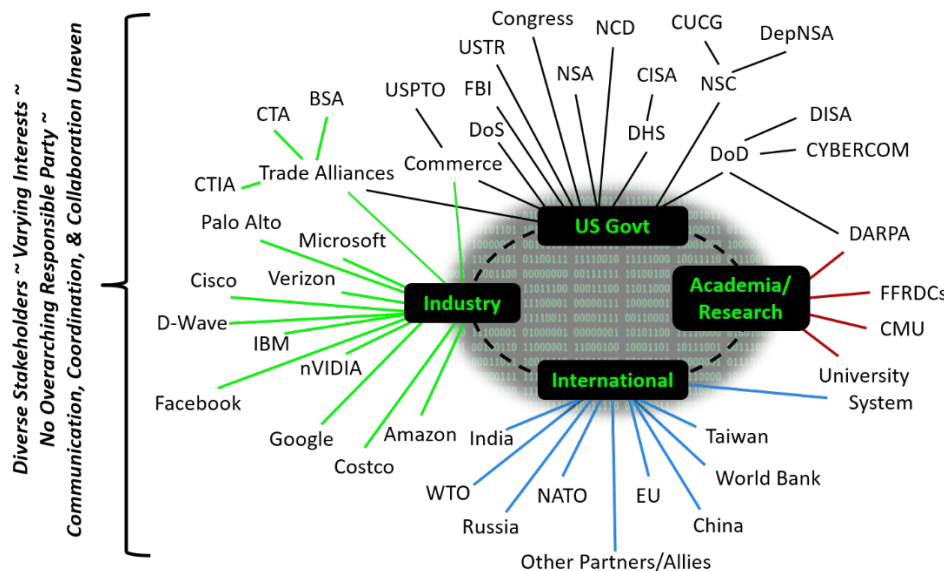 Diverse Stakeholders ~ Varying Interests ~
No Overarching Responsible Party ~
Communication, Coordination, & Collaboration Uneven
Congress
NCD
CUCG
DepNSA
USTR
NSA
CISA
NSC
USPTO
FBI
BSA
CTA
DoS
DHS
DISA
DoD
CYBERCOM
Commerce
Trade Alliances
CTIA
US Govt
Palo Alto
Microsoft
DARPA
Cisco
Verizon
Industry
Academia/
Research
FFRDCs
D-Wave
IBM
CMU
nVIDIA
International
University
System
Facebook
Google
Amazon
Costco
India
Taiwan
WTO
NATO
EU
World Bank
Russia
China
Other Partners/Allies